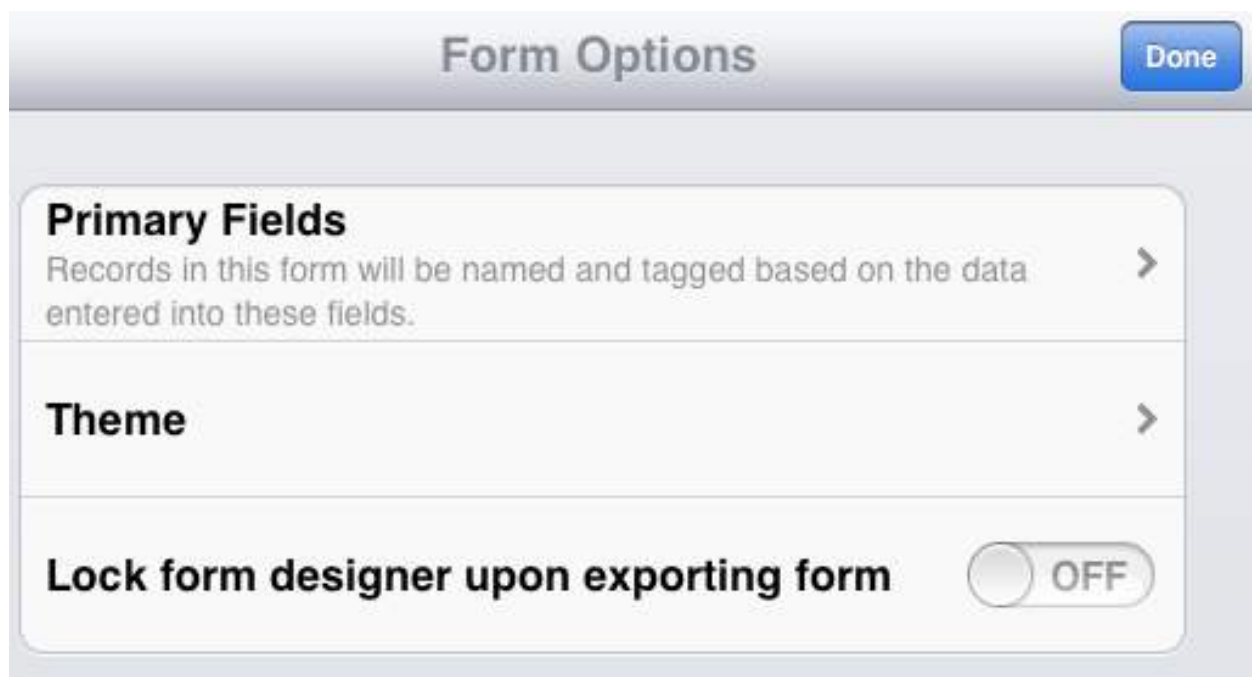 Form Options
Done
Primary Fields
Records in this form will be named and tagged based on the data
entered into these fields.
Theme
Lock form designer upon exporting form
OFF